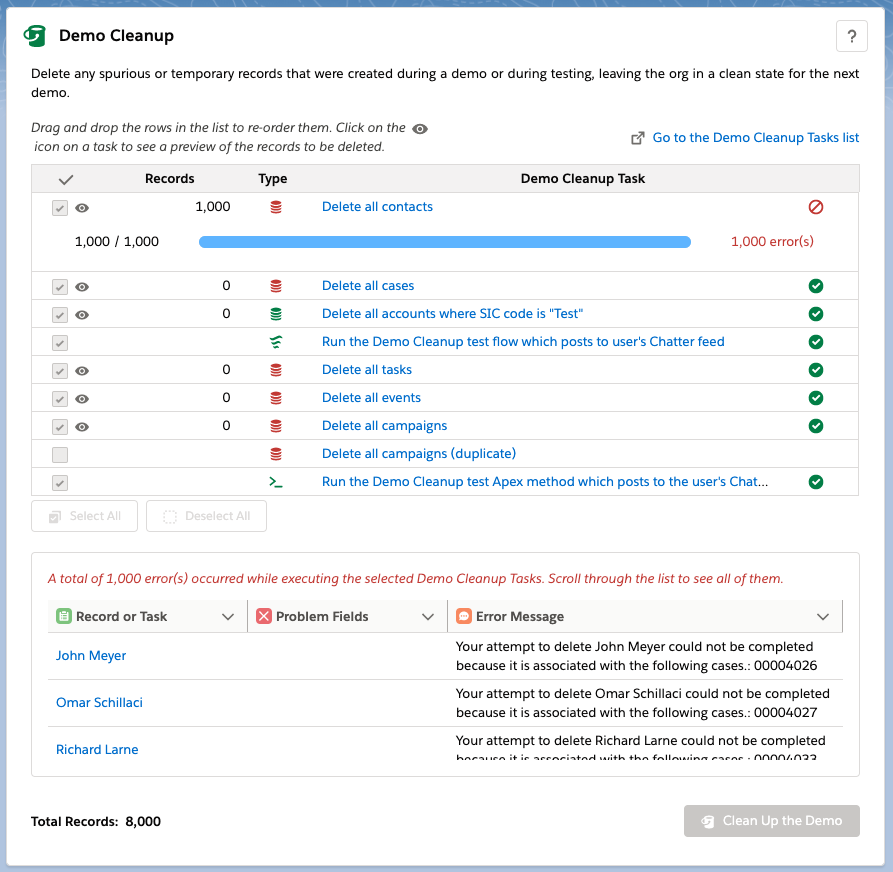 Demo Cleanup
?
Delete any spurious or temporary records that were created during a demo or during testing, leaving the org in a clean state for the next
demo.
Drag and drop the rows in the list to re-order them. Click on the
icon on a task to see a preview of the records to be deleted.
Go to the Demo Cleanup Tasks list
Records Type Demo Cleanup Task
1,000 Delete all contacts
1,000 / 1,000 1,000 error(s)
0 Delete all cases
0 Delete all accounts where SIC code is "Test"
Run the Demo Cleanup test flow which posts to user's Chatter feed
0 Delete all tasks
0 Delete all events
0 Delete all campaigns
Delete all campaigns (duplicate)
Run the Demo Cleanup test Apex method which posts to the user's Chat...
Select All Deselect All
A total of 1,000 error(s) occurred while executing the selected Demo Cleanup Tasks. Scroll through the list to see all of them.
Record or Task Problem Fields Error Message
John Meyer
Your attempt to delete John Meyer could not be completed
because it is associated with the following cases.: 00004026
Omar Schillaci
Your attempt to delete Omar Schillaci could not be completed
because it is associated with the following cases.: 00004027
Richard Larne
Your attempt to delete Richard Larne could not be completed
because it is associated with the following cases.: 00004033
Total Records: 8,000
Clean Up the Demo